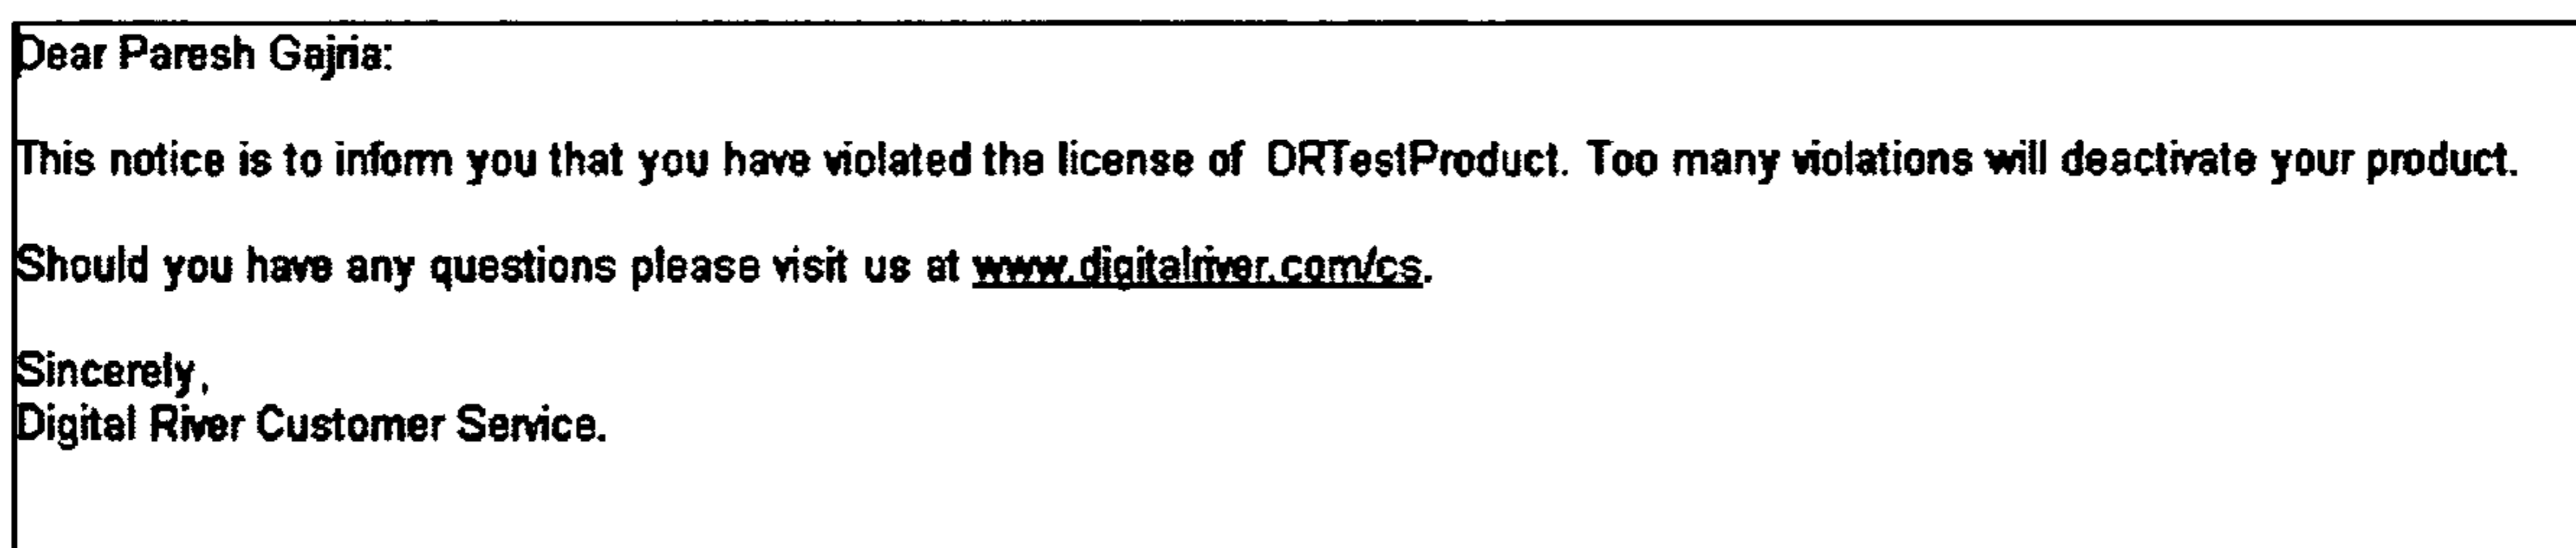 Dear Paresh Gajria:
This notice is to inform you that you have violated the license of DRTestProduct. Too many violations will deactivate your product.
Should you have any questions please visit us at www.digitalriver.com/cs.
Sincerely,
Digital River Customer Service.